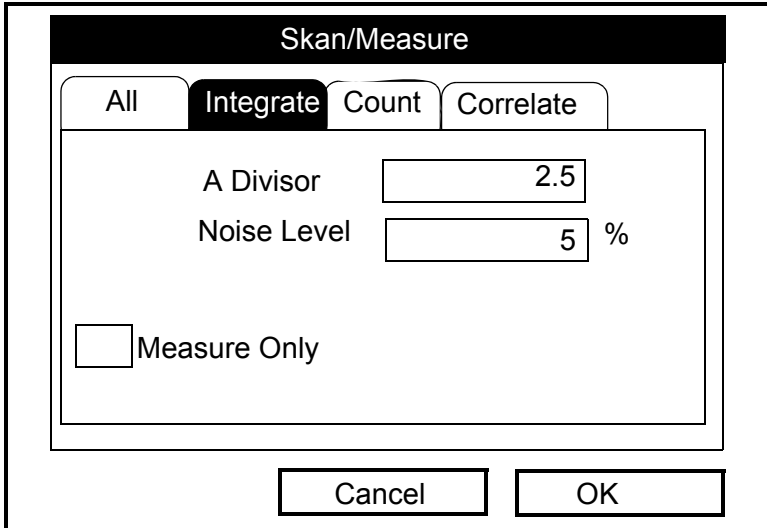 Skan/Measure
All Integrate Count Correlate
A Divisor 2.5
Noise Level 5 %
Measure Only
Cancel OK